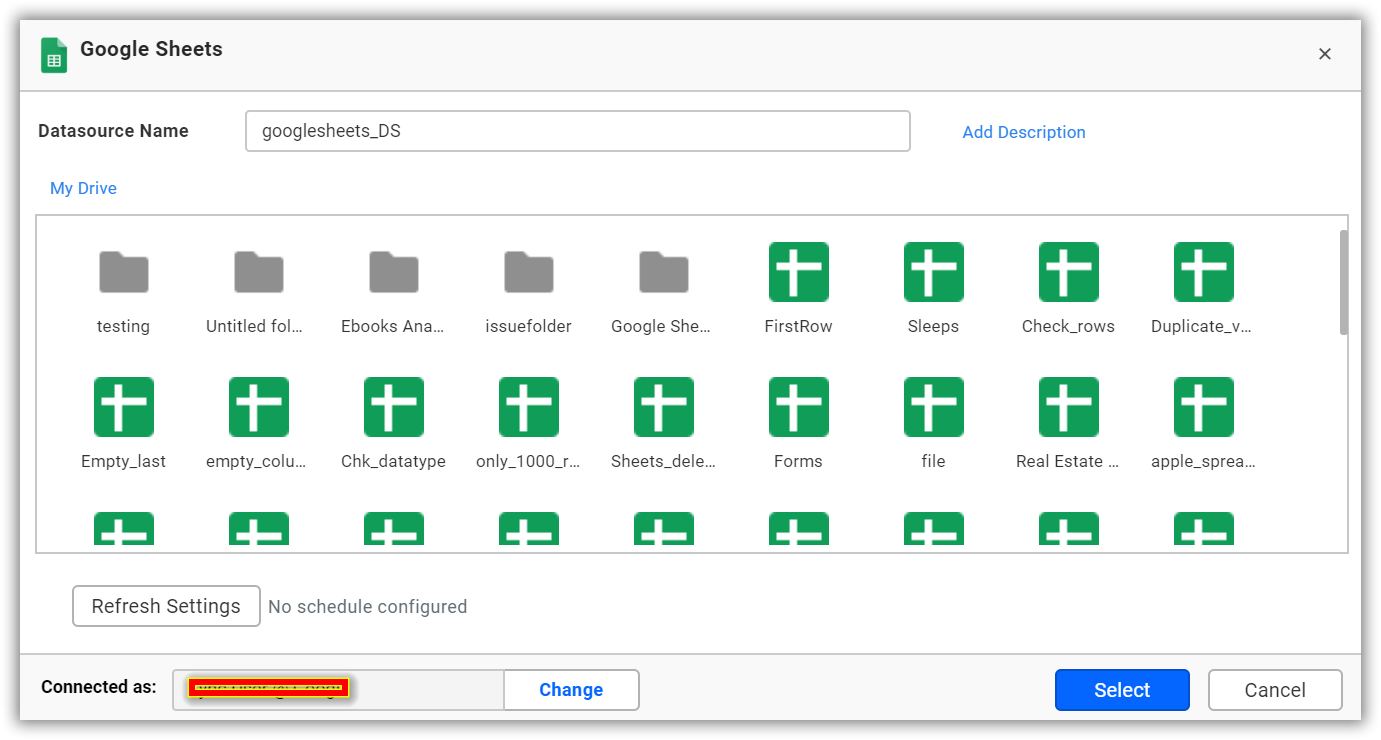 Google Sheets
×
Datasource Name googlesheets_DS Add Description
My Drive
testing Untitled fol... Ebooks Ana... issuefolder Google She... FirstRow Sleeps Check_rows Duplicate_v...
Empty_last empty_colu... Chk_datatype only_1000_r... Sheets_dele... Forms file Real Estate ... apple_sprea...
Refresh Settings No schedule configured
Connected as: Change Select Cancel